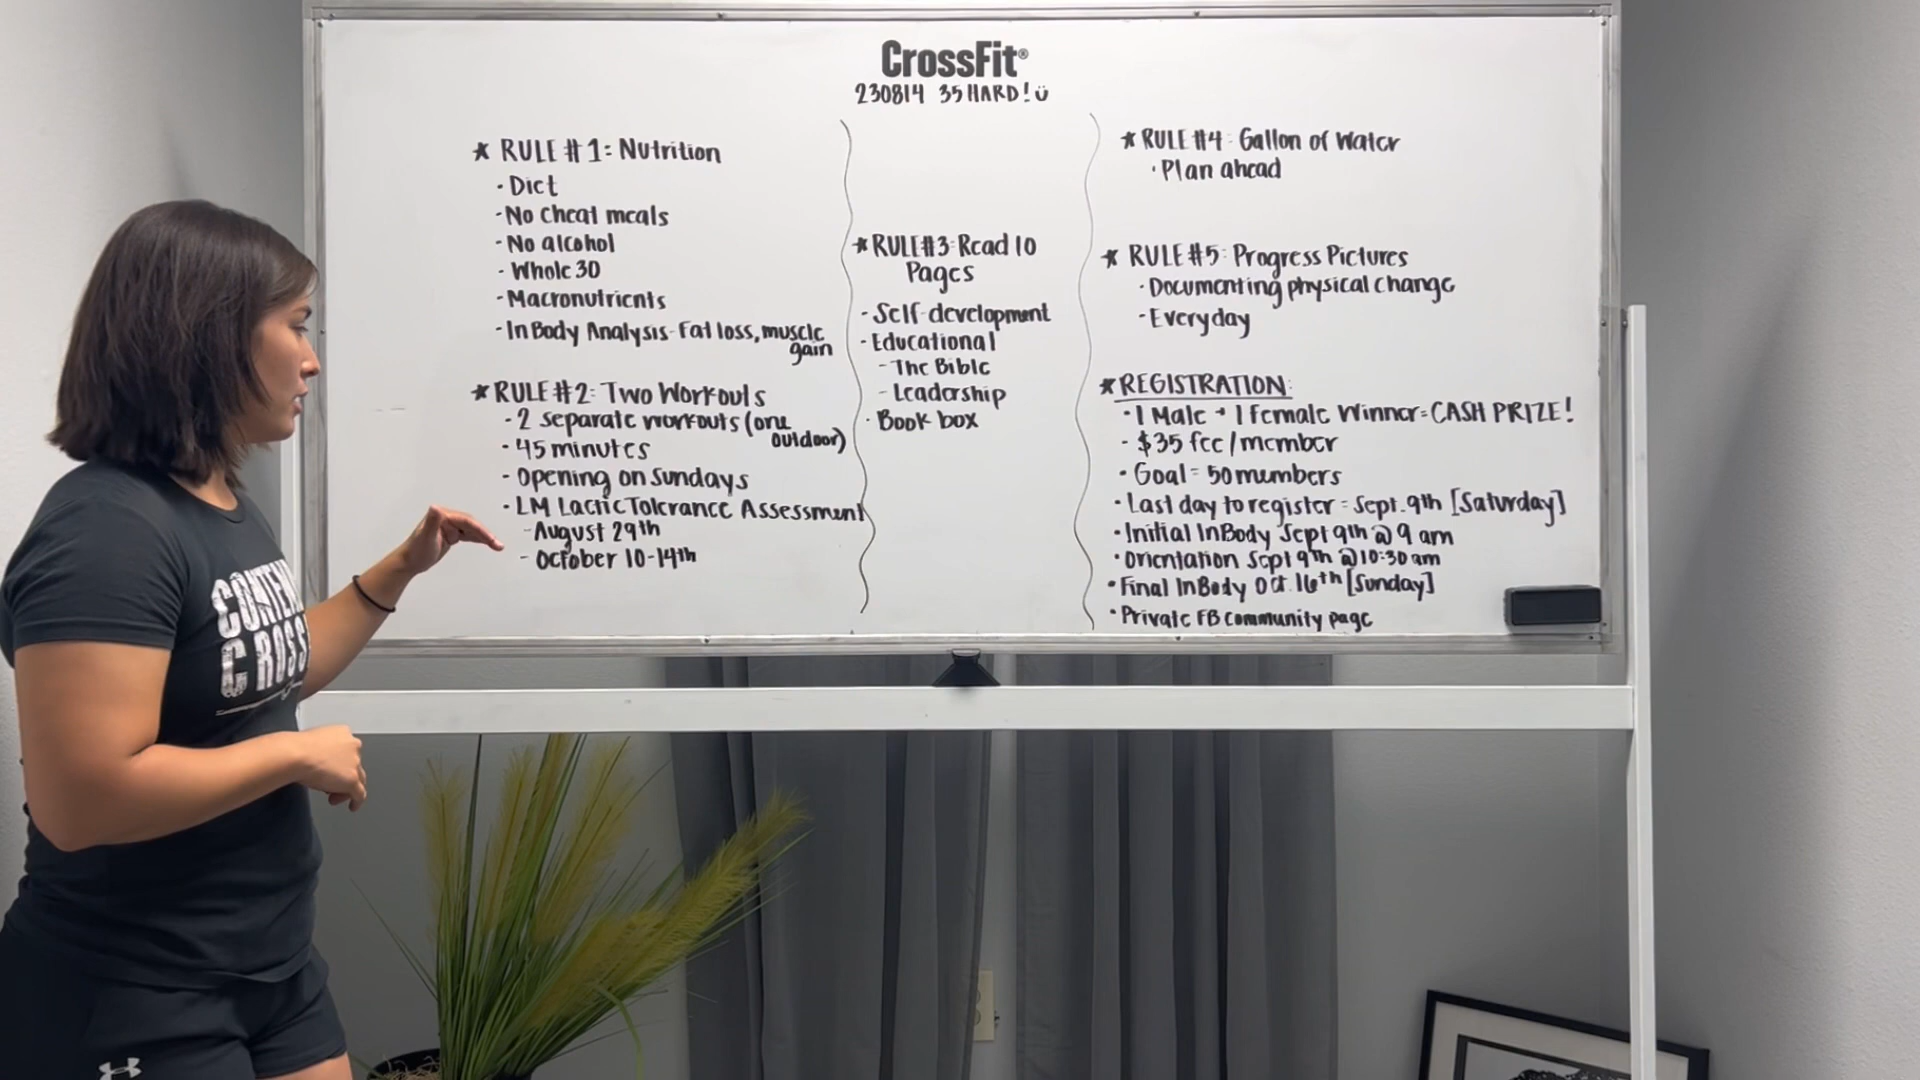 CrossFit®
230814 35 HARD! ü
★ RULE #1: Nutrition
· Diet
- No cheat meals
- No alcohol
- Whole 30
- Macronutrients
- InBody Analysis - Fat loss, muscle
gain
★ RULE #2: Two Workouts
- 2 separate workouts (one
outdoor)
- 45 minutes
- Opening on Sundays
· LM Lactic Tolerance Assessment
- August 29th
- October 10-14th
★ RULE #3: Read 10
Pages
- Self-development
- Educational
- The Bible
- Leadership
· Book box
★ RULE #4: Gallon of Water
· Plan ahead
★ RULE #5: Progress Pictures
· Documenting physical change
- Everyday
★ REGISTRATION:
· 1 Male + 1 Female Winner = CASH PRIZE!
- $35 fee / member
· Goal = 50 members
· Last day to register = Sept. 9th [Saturday]
· Initial InBody Sept 9th @ 9 am
· Orientation Sept 9th @ 10:30 am
· Final InBody Oct. 16th [Sunday]
· Private FB community page